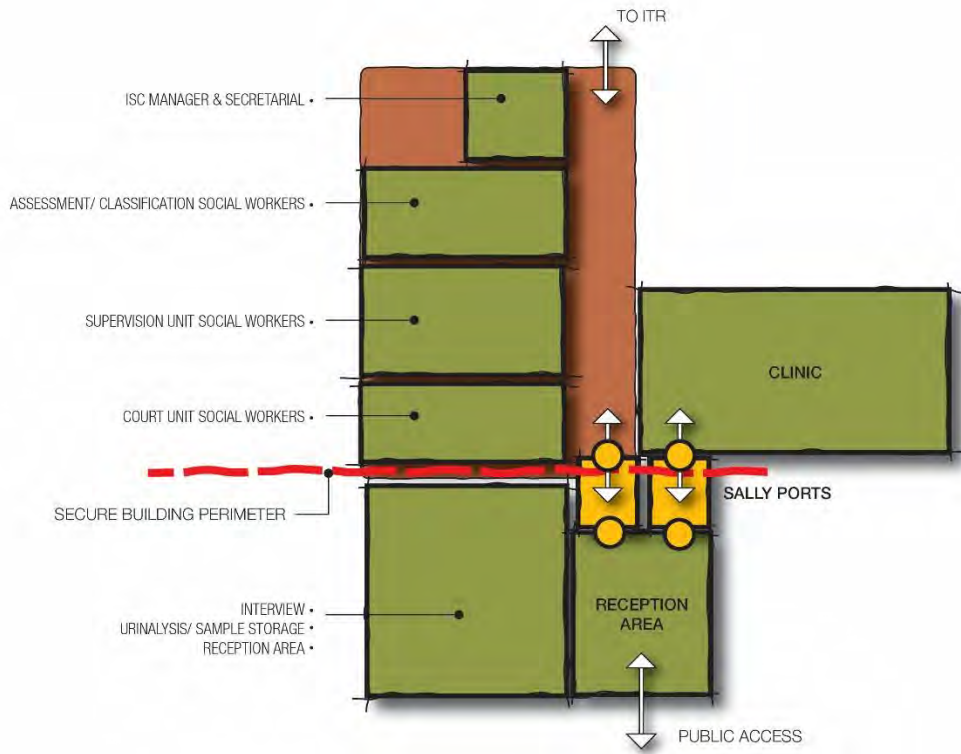 TO ITR
ISC MANAGER & SECRETARIAL •
ASSESSMENT/ CLASSIFICATION SOCIAL WORKERS •
SUPERVISION UNIT SOCIAL WORKERS •
CLINIC
COURT UNIT SOCIAL WORKERS •
SALLY PORTS
SECURE BUILDING PERIMETER
INTERVIEW •
URINALYSIS/ SAMPLE STORAGE •
RECEPTION AREA •
RECEPTION
AREA
PUBLIC ACCESS